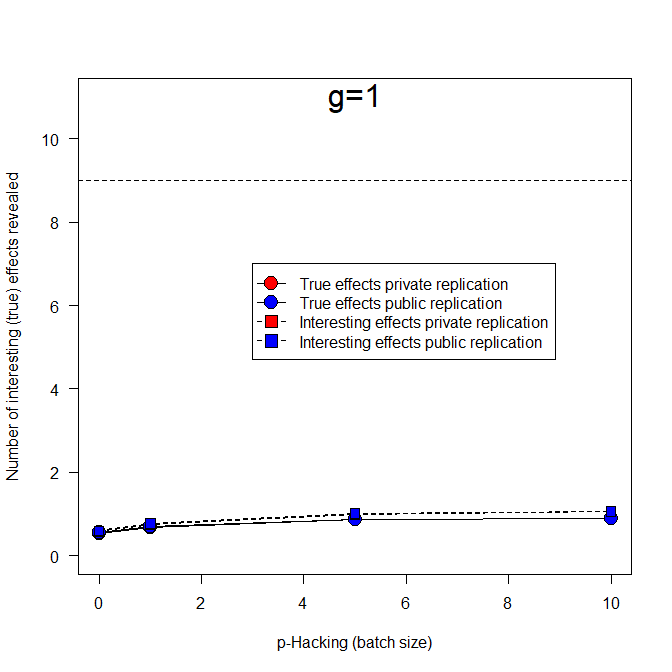 g=1
Number of interesting (true) effects revealed
10
8
6
4
2
0
True effects private replication
True effects public replication
Interesting effects private replication
Interesting effects public replication
0 2 4 6 8 10
p-Hacking (batch size)